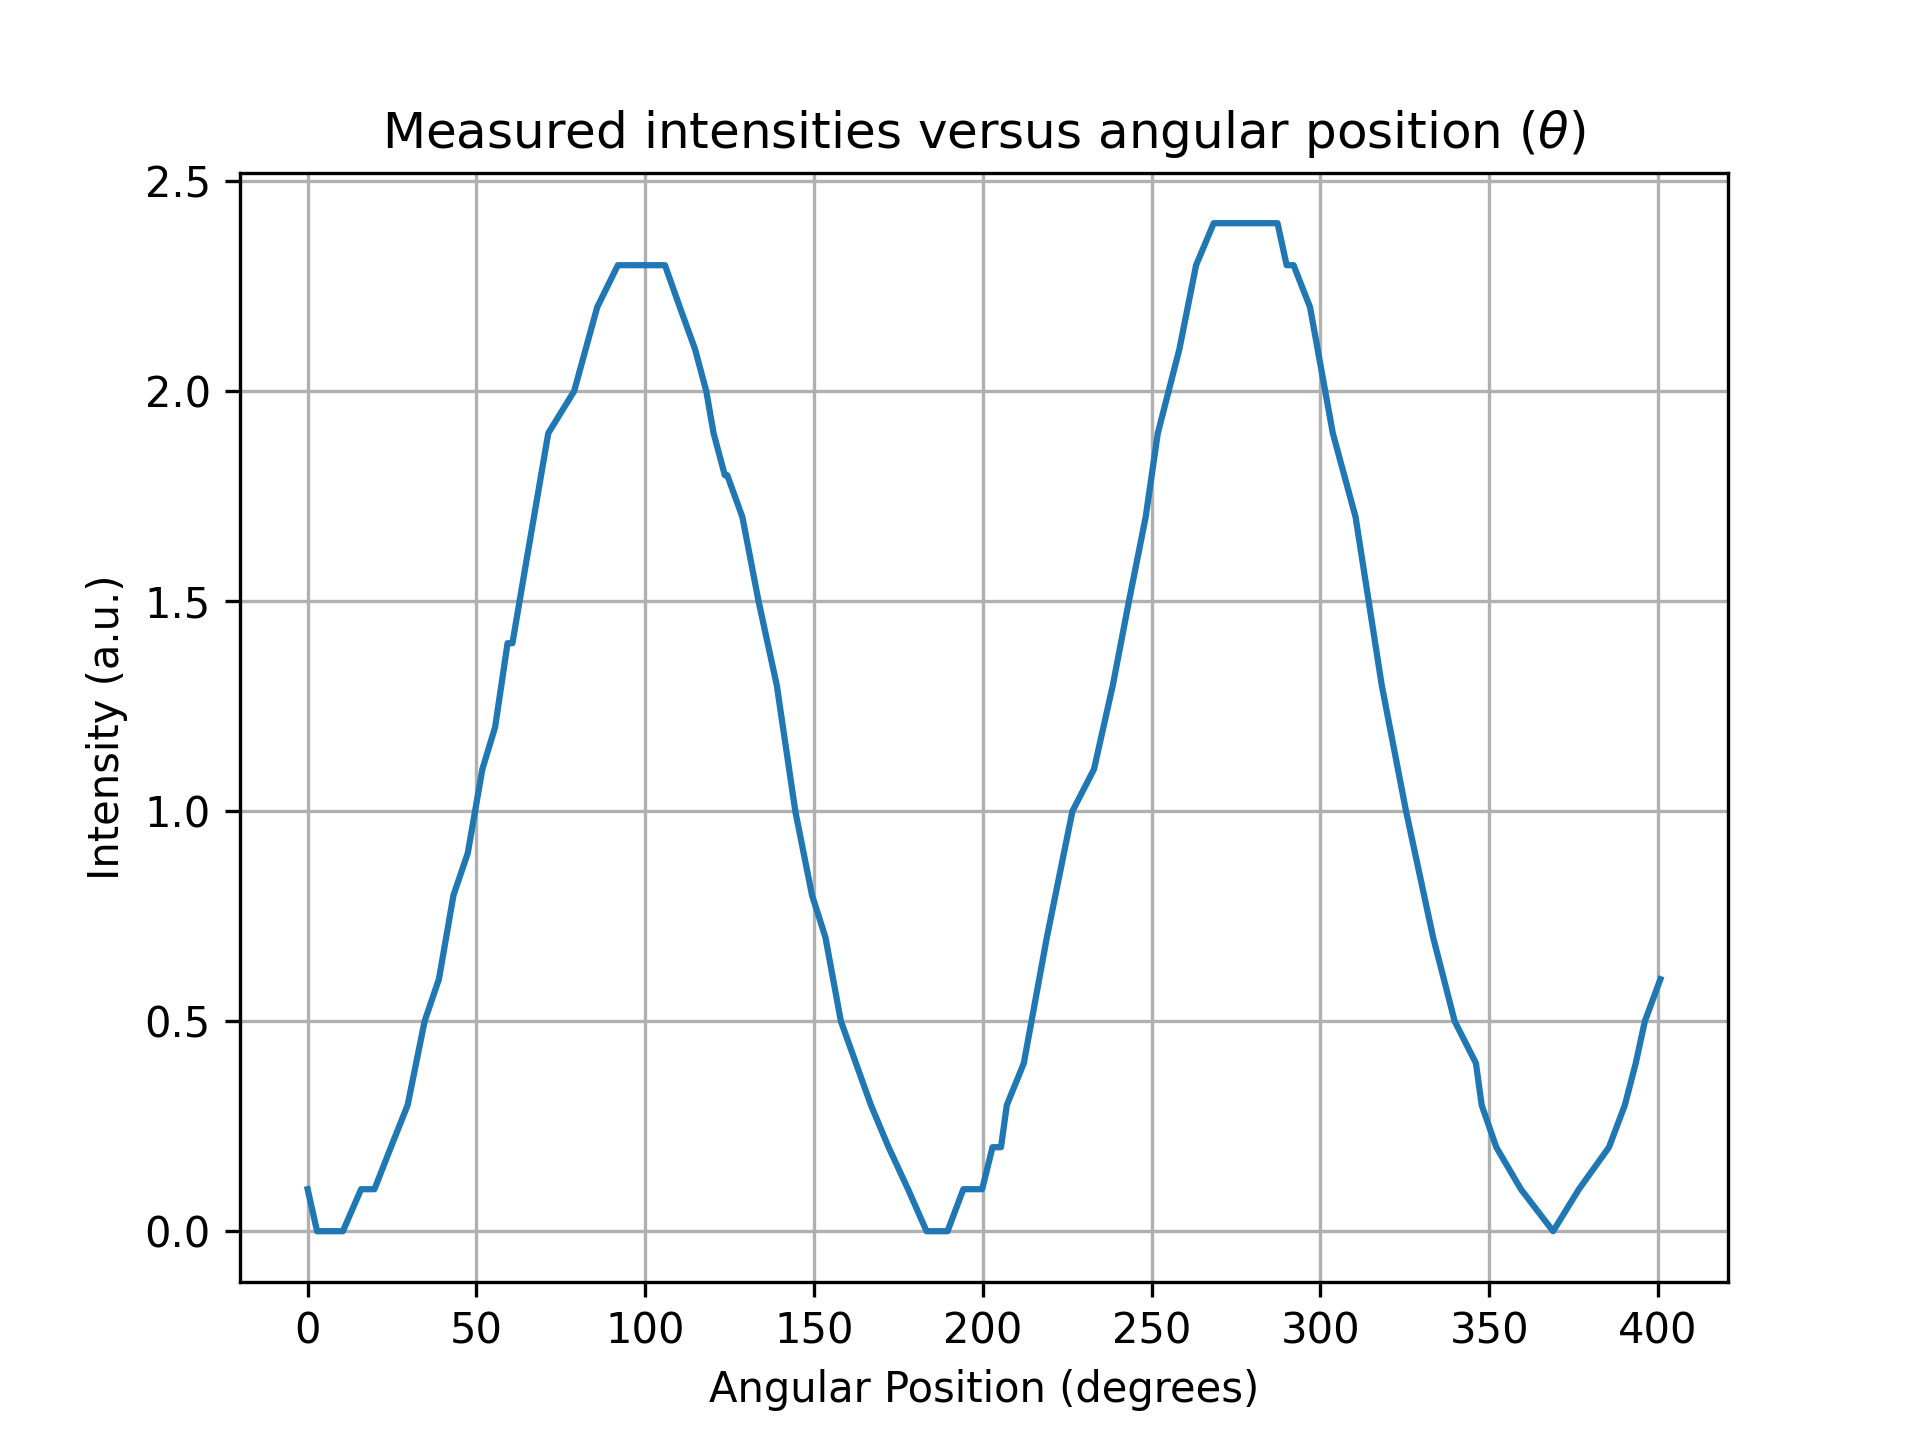 Measured intensities versus angular position (θ)
2.5
2.0
1.5
1.0
0.5
0.0
Intensity (a.u.)
0 50 100 150 200 250 300 350 400
Angular Position (degrees)